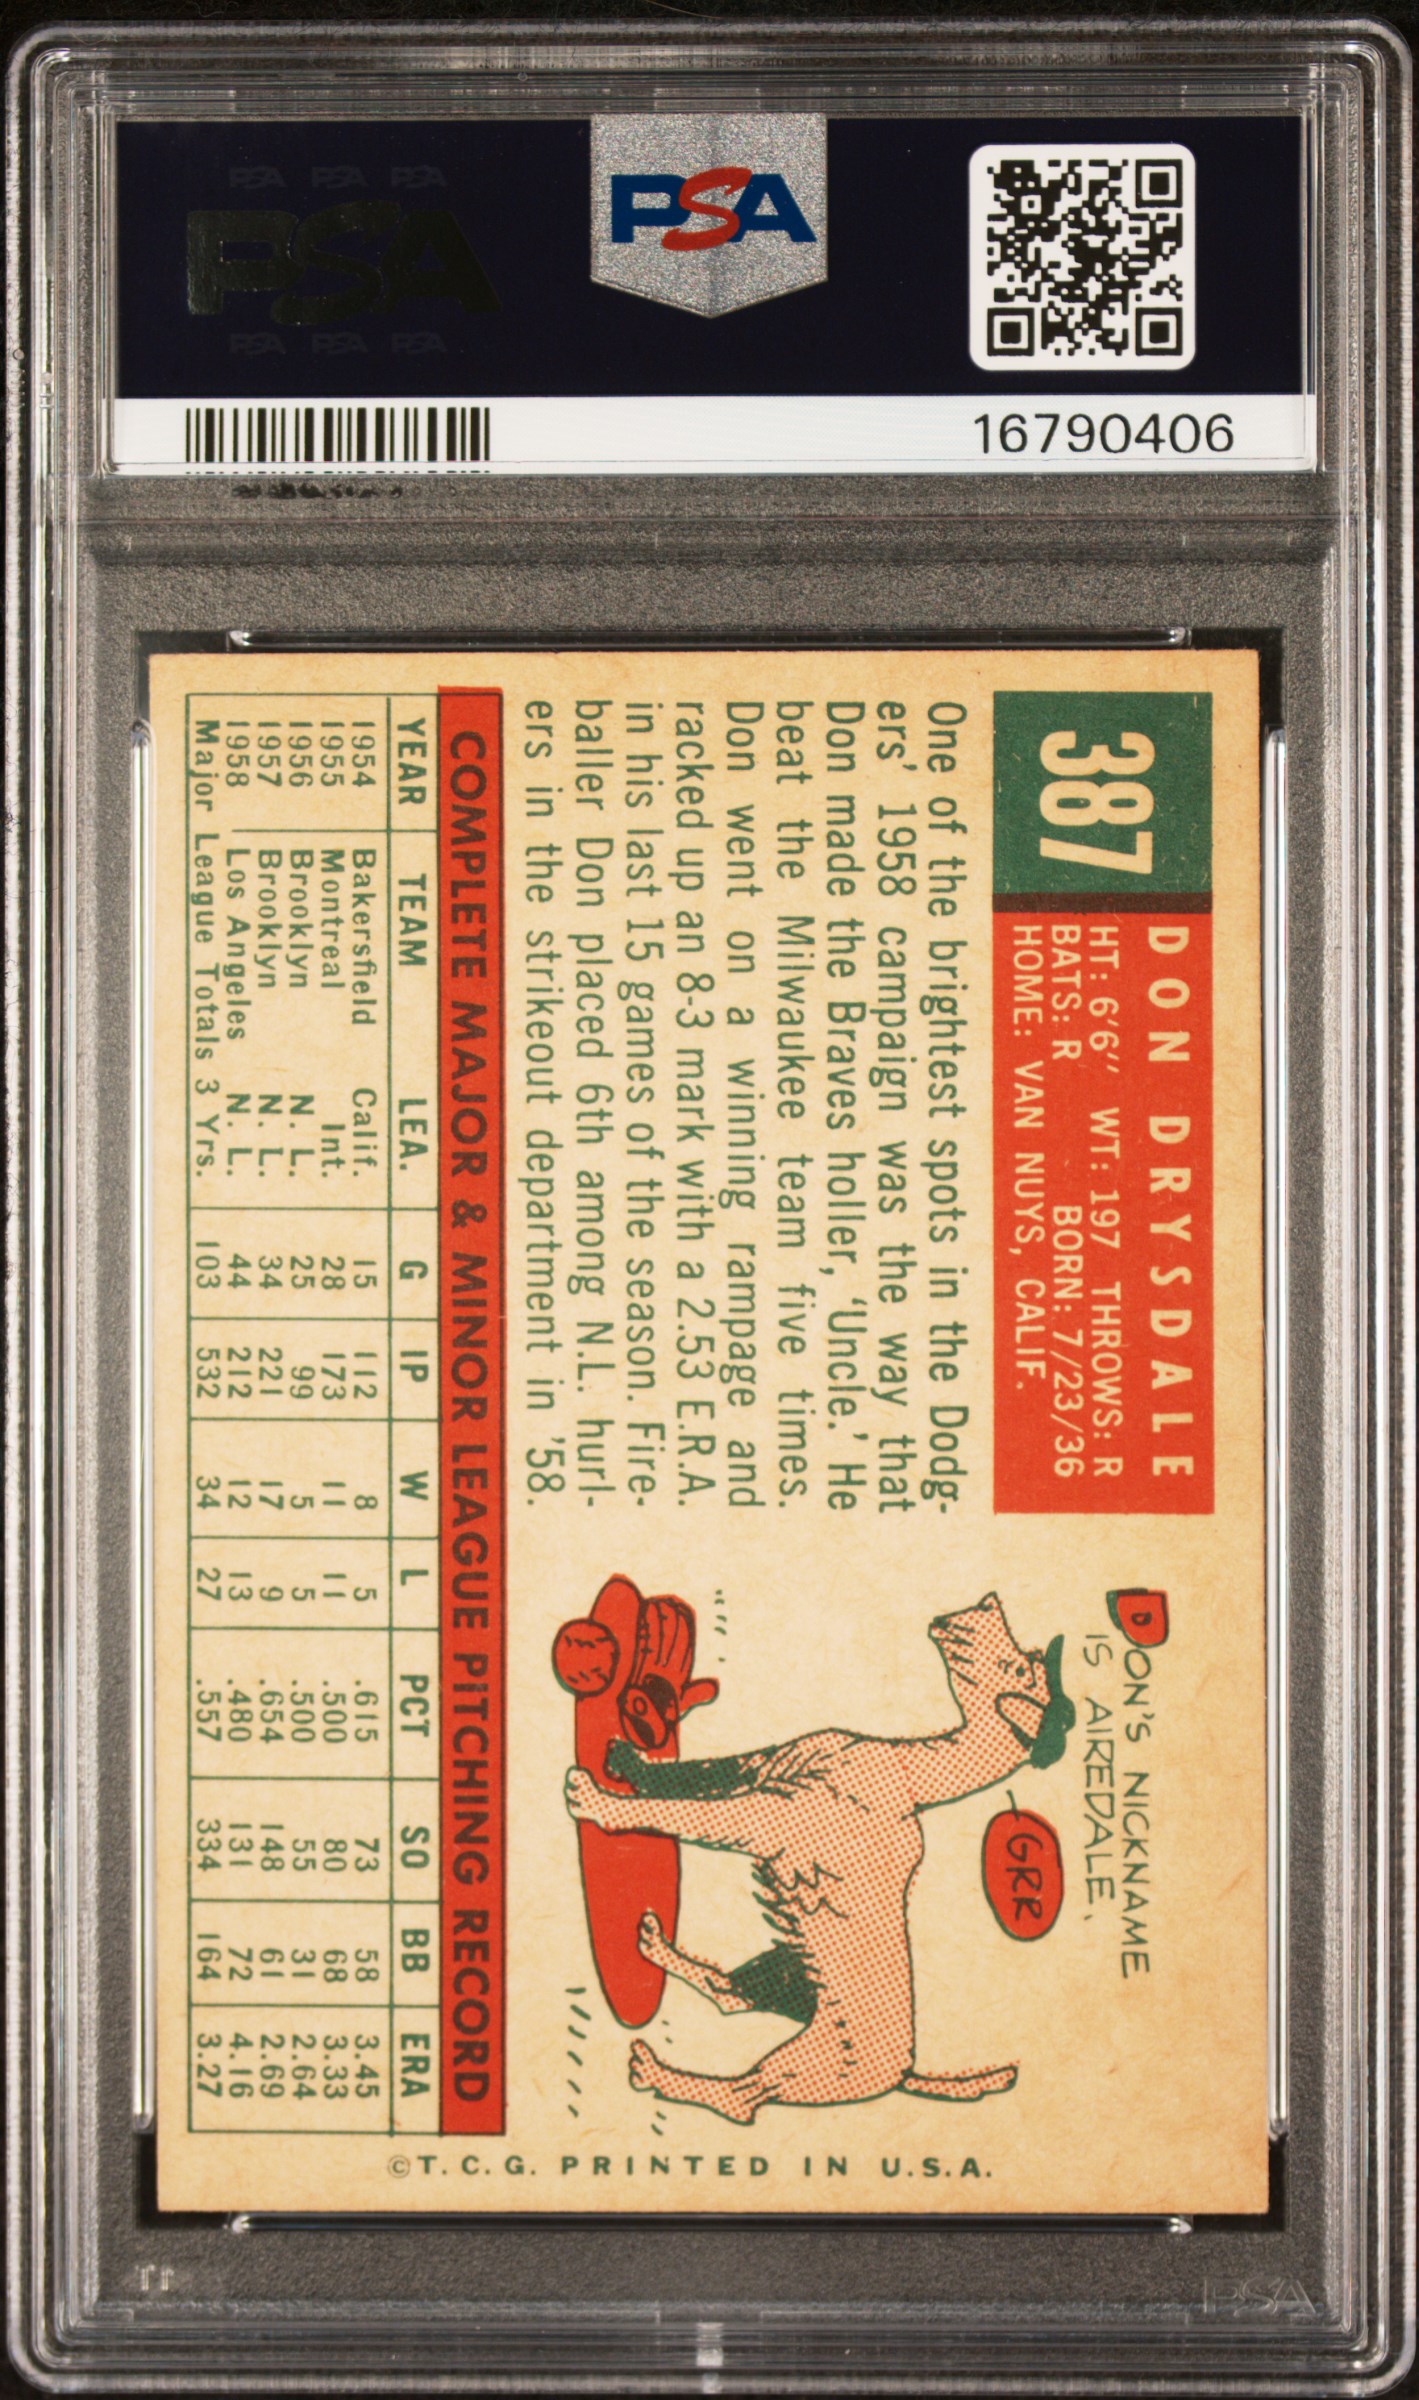 PSA PSA PSA
PSA
PSA PSA PSA
PSA
16790406
387
DON DRYSDALE
HT: 6'6" WT: 197 THROWS: R
BATS: R BORN: 7/23/36
HOME: VAN NUYS, CALIF.
One of the brightest spots in the Dodg-
ers' 1958 campaign was the way that
Don made the Braves holler, 'Uncle.' He
beat the Milwaukee team five times.
Don went on a winning rampage and
racked up an 8-3 mark with a 2.53 E.R.A.
in his last 15 games of the season. Fire-
baller Don placed 6th among N.L. hurl-
ers in the strikeout department in '58.
DON'S NICKNAME
IS AIREDALE.
GRR
COMPLETE MAJOR & MINOR LEAGUE PITCHING RECORD
YEAR TEAM LEA. G IP W L PCT SO BB ERA
1954 Bakersfield Calif. 15 112 8 5 .615 73 58 3.45
1955 Montreal Int. 28 173 11 11 .500 80 68 3.33
1956 Brooklyn N. L. 25 99 5 5 .500 55 31 2.64
1957 Brooklyn N. L. 34 221 17 9 .654 148 61 2.69
1958 Los Angeles N. L. 44 212 12 13 .480 131 72 4.16
Major League Totals 3 Yrs. 103 532 34 27 .557 334 164 3.27
©T. C. G. PRINTED IN U.S.A.
PSA